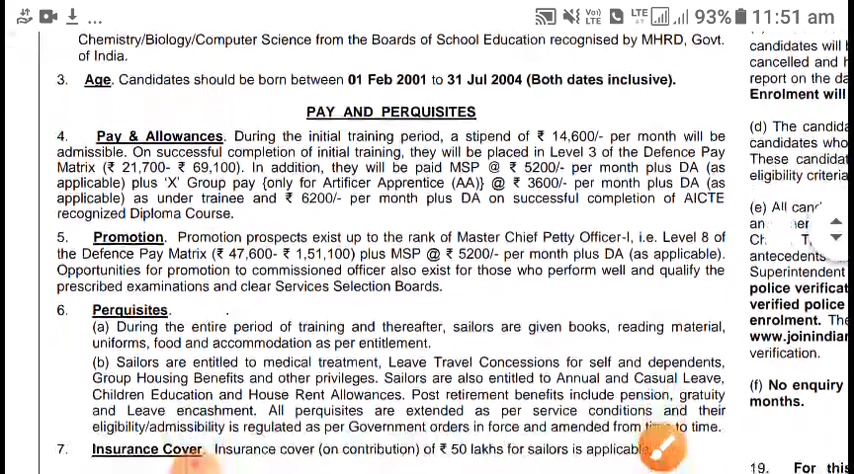 ... Vo)) LTE LTE 93% 11:51 am
Chemistry/Biology/Computer Science from the Boards of School Education recognised by MHRD, Govt.
of India.
3. Age. Candidates should be born between 01 Feb 2001 to 31 Jul 2004 (Both dates inclusive).
PAY AND PERQUISITES
4. Pay & Allowances. During the initial training period, a stipend of ₹ 14,600/- per month will be
admissible. On successful completion of initial training, they will be placed in Level 3 of the Defence Pay
Matrix (₹ 21,700- ₹ 69,100). In addition, they will be paid MSP @ ₹ 5200/- per month plus DA (as
applicable) plus 'X' Group pay {only for Artificer Apprentice (AA)} @ ₹ 3600/- per month plus DA (as
applicable) as under trainee and ₹ 6200/- per month plus DA on successful completion of AICTE
recognized Diploma Course.
5. Promotion. Promotion prospects exist up to the rank of Master Chief Petty Officer-I, i.e. Level 8 of
the Defence Pay Matrix (₹ 47,600- ₹ 1,51,100) plus MSP @ ₹ 5200/- per month plus DA (as applicable).
Opportunities for promotion to commissioned officer also exist for those who perform well and qualify the
prescribed examinations and clear Services Selection Boards.
6. Perquisites.
(a) During the entire period of training and thereafter, sailors are given books, reading material,
uniforms, food and accommodation as per entitlement.
(b) Sailors are entitled to medical treatment, Leave Travel Concessions for self and dependents,
Group Housing Benefits and other privileges. Sailors are also entitled to Annual and Casual Leave,
Children Education and House Rent Allowances. Post retirement benefits include pension, gratuity
and Leave encashment. All perquisites are extended as per service conditions and their
eligibility/admissibility is regulated as per Government orders in force and amended from time to time.
7. Insurance Cover. Insurance cover (on contribution) of ₹ 50 lakhs for sailors is applicable.
candidates will
cancelled and
report on the da
Enrolment will
(d) The candida
candidates who
These candidat
eligibility criteria
(e) All can
an
Ch T
antecedents
Superintendent
police verificat
verified police
enrolment. The
www.joinindian
verification.
(f) No enquiry
months.
19. For this